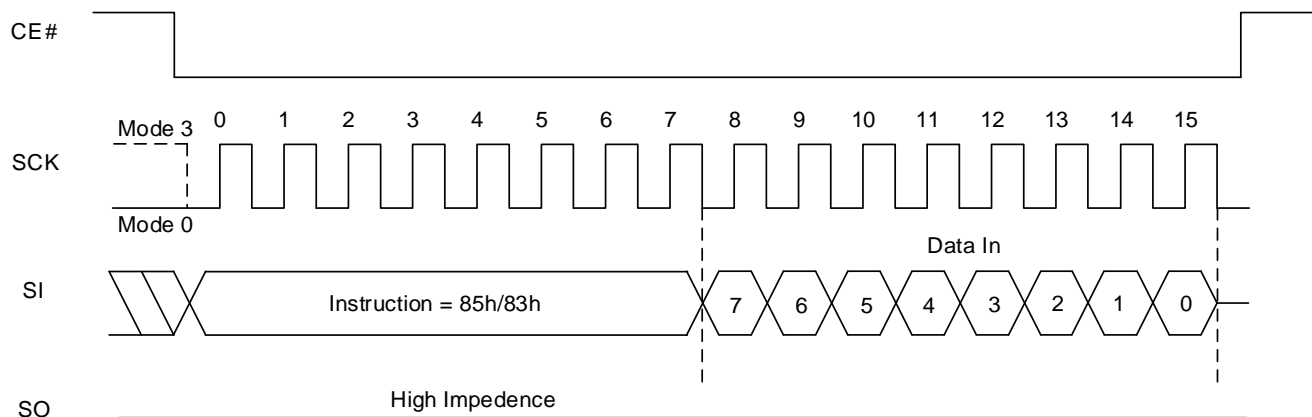 CE#
Mode 3
0 1 2 3 4 5 6 7 8 9 10 11 12 13 14 15
SCK
Mode 0
Data In
SI
Instruction = 85h/83h
7 6 5 4 3 2 1 0
High Impedence
SO